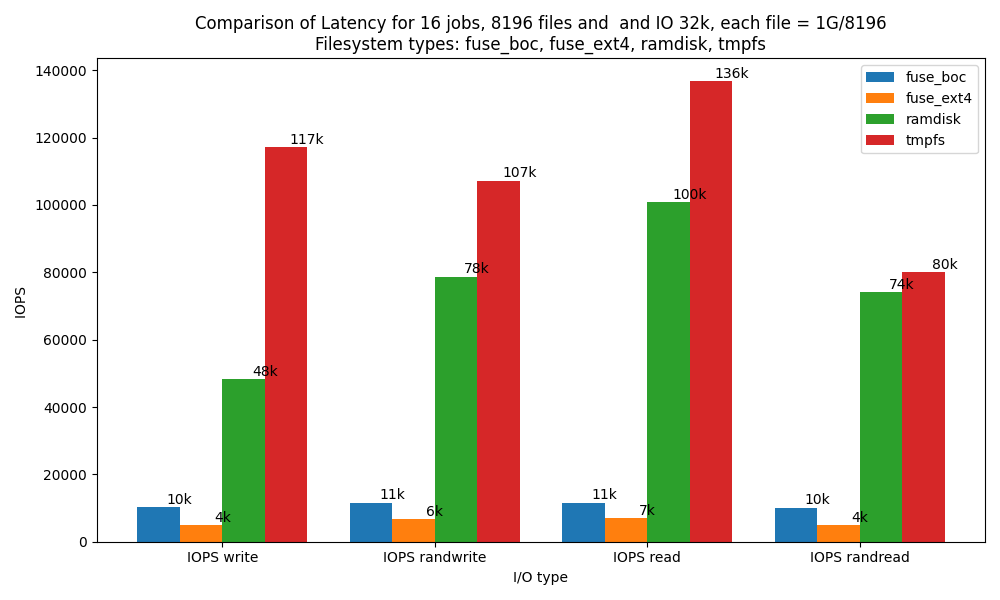 Comparison of Latency for 16 jobs, 8196 files and  and IO 32k, each file = 1G/8196
Filesystem types: fuse_boc, fuse_ext4, ramdisk, tmpfs
fuse_boc
fuse_ext4
ramdisk
tmpfs
IOPS
140000
120000
100000
80000
60000
40000
20000
0
10k
4k
48k
117k
11k
6k
78k
107k
11k
7k
100k
136k
10k
4k
74k
80k
IOPS write
IOPS randwrite
IOPS read
IOPS randread
I/O type